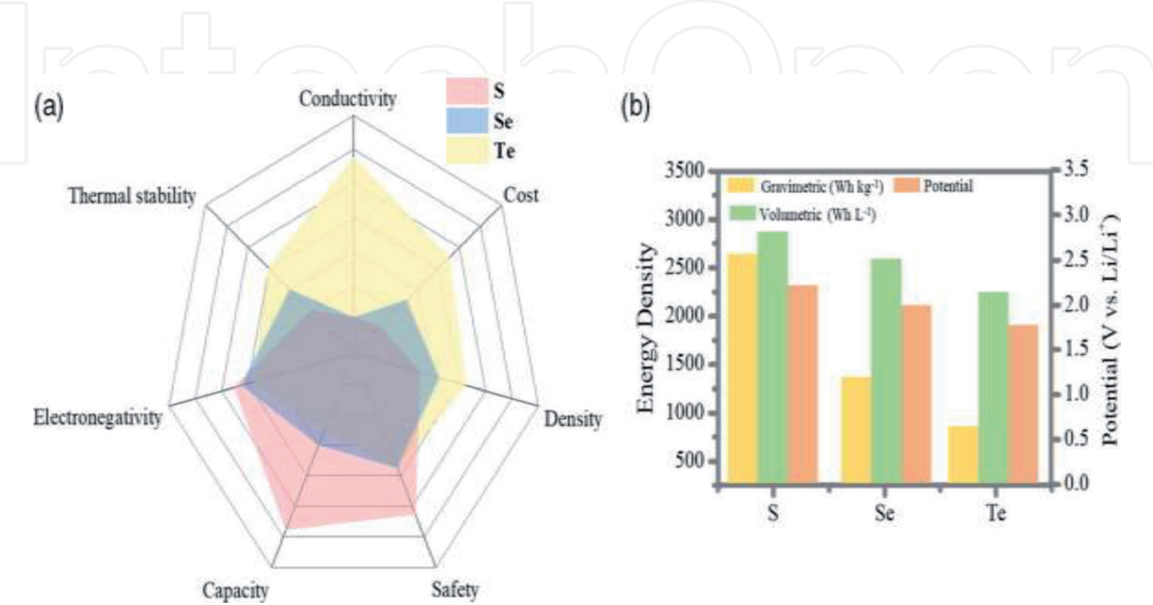 IntechOpen
(a)
Conductivity
S
Se
Te
Thermal stability
Cost
Electronegativity
Density
Capacity
Safety
(b)
3500
3000
2500
2000
1500
1000
500
Energy Density
Gravimetric (Wh kg⁻¹)
Potential
Volumetric (Wh L⁻¹)
3.5
3.0
2.5
2.0
1.5
1.0
0.5
0.0
Potential (V vs. Li/Li⁺)
S
Se
Te